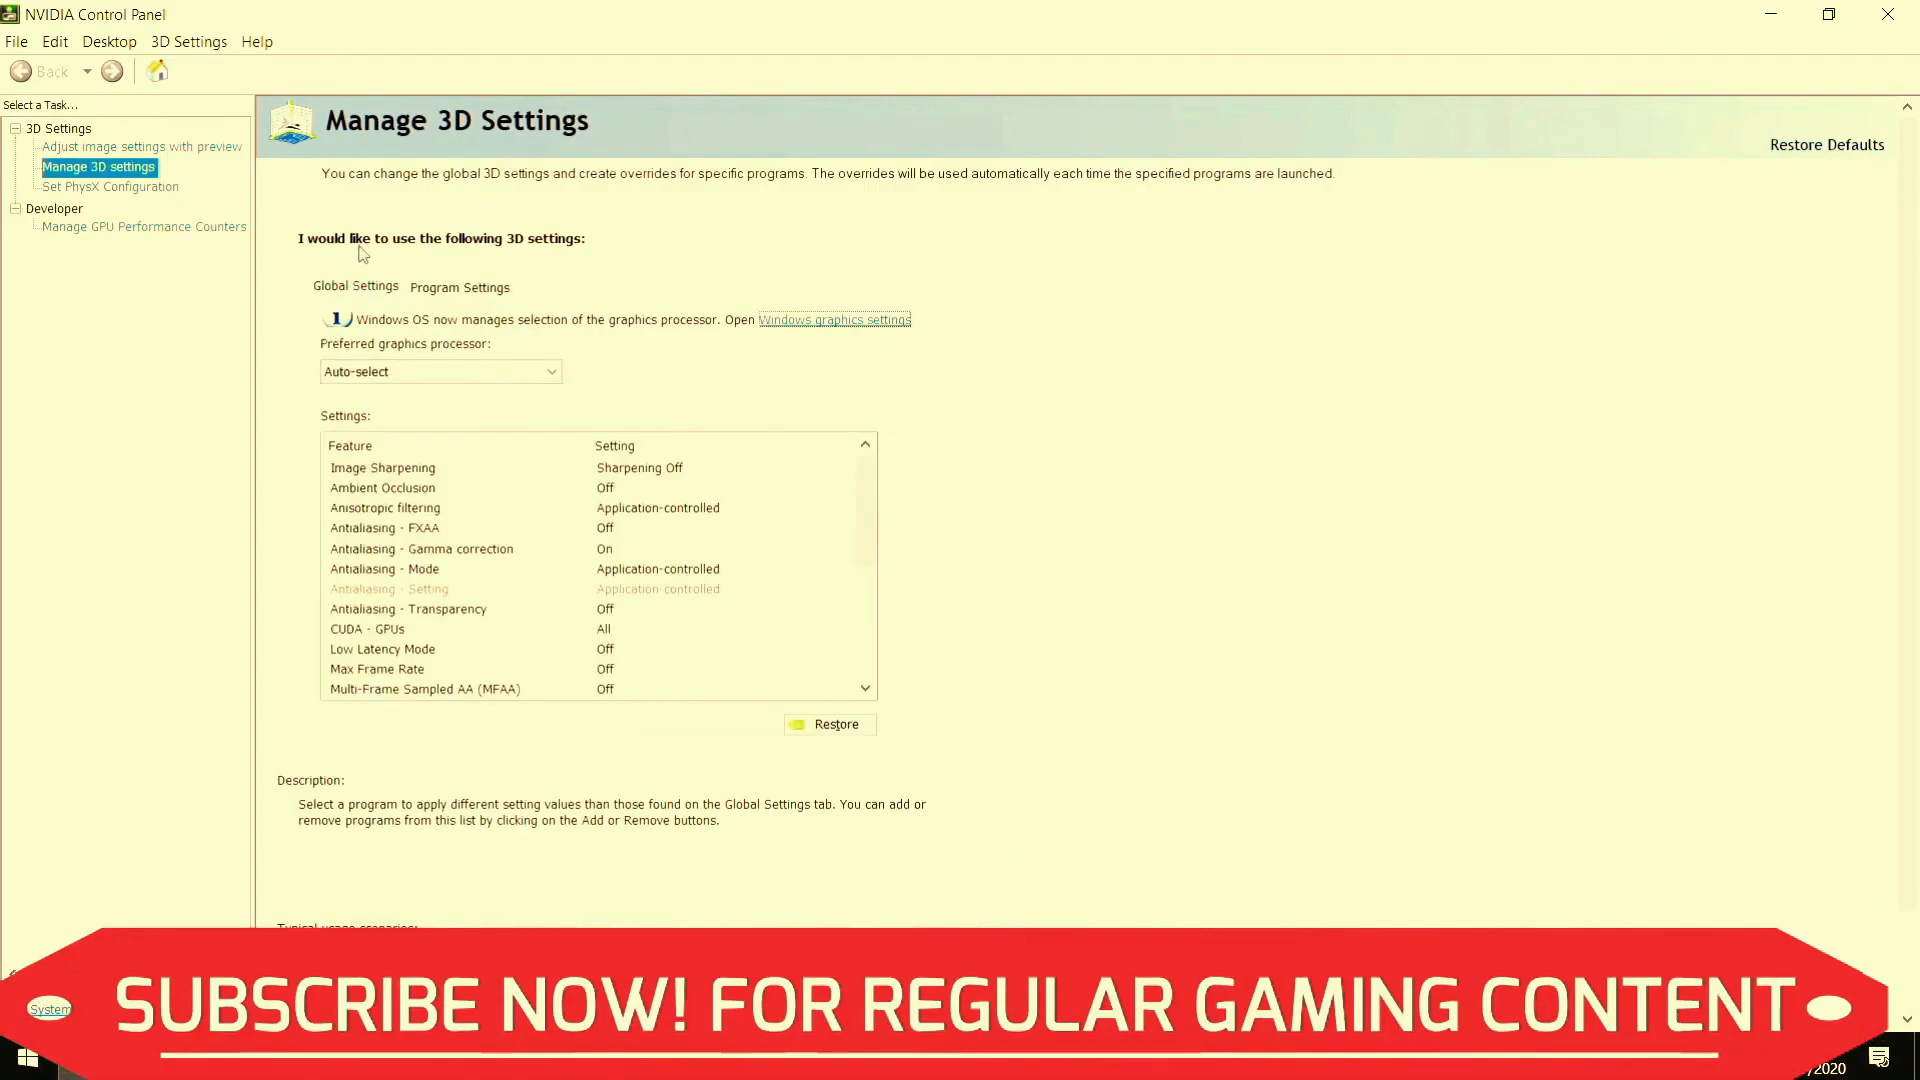 NVIDIA Control Panel
File Edit Desktop 3D Settings Help
Back
Select a Task...
3D Settings
Adjust image settings with preview
Manage 3D settings
Set PhysX Configuration
Developer
Manage GPU Performance Counters
Manage 3D Settings
Restore Defaults
You can change the global 3D settings and create overrides for specific programs. The overrides will be used automatically each time the specified programs are launched.
I would like to use the following 3D settings:
Global Settings Program Settings
Windows OS now manages selection of the graphics processor. Open Windows graphics settings
Preferred graphics processor:
Auto-select
Settings:
Feature Setting
Image Sharpening Sharpening Off
Ambient Occlusion Off
Anisotropic filtering Application-controlled
Antialiasing - FXAA Off
Antialiasing - Gamma correction On
Antialiasing - Mode Application-controlled
Antialiasing - Setting Application-controlled
Antialiasing - Transparency Off
CUDA - GPUs All
Low Latency Mode Off
Max Frame Rate Off
Multi-Frame Sampled AA (MFAA) Off
Restore
Description:
Select a program to apply different setting values than those found on the Global Settings tab. You can add or
remove programs from this list by clicking on the Add or Remove buttons.
Typical usage scenarios:
System
SUBSCRIBE NOW! FOR REGULAR GAMING CONTENT
/2020